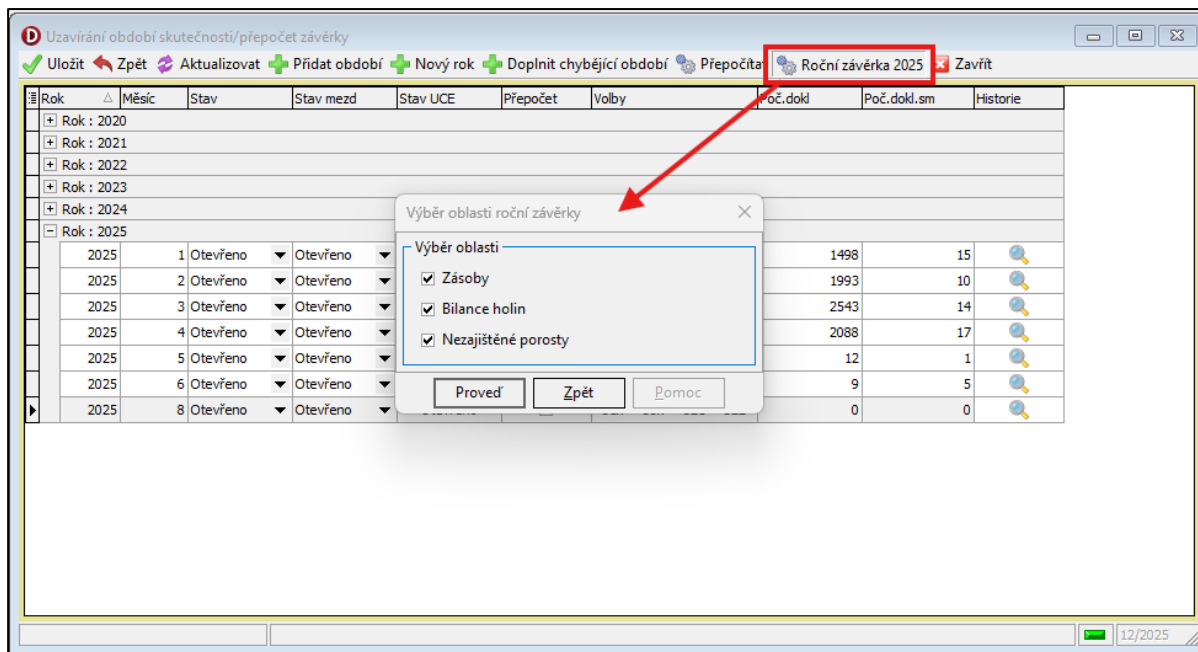 Uzavírání období skutečnosti/přepočet závěrky
Uložit Zpět Aktualizovat Přidat období Nový rok Doplnit chybějící období Přepočítat Roční závěrka 2025 Zavřít
Rok Měsíc Stav Stav mezd Stav UCE Přepočet Volby Poč.dokl Poč.dokl.sm Historie
Rok : 2020
Rok : 2021
Rok : 2022
Rok : 2023
Rok : 2024
Rok : 2025
2025 1 Otevřeno Otevřeno 1498 15
2025 2 Otevřeno Otevřeno 1993 10
2025 3 Otevřeno Otevřeno 2543 14
2025 4 Otevřeno Otevřeno 2088 17
2025 5 Otevřeno Otevřeno 12 1
2025 6 Otevřeno Otevřeno 9 5
2025 8 Otevřeno Otevřeno 0 0
Výběr oblasti roční závěrky
Výběr oblasti
Zásoby
Bilance holin
Nezajištěné porosty
Proveď Zpět Pomoc
12/2025